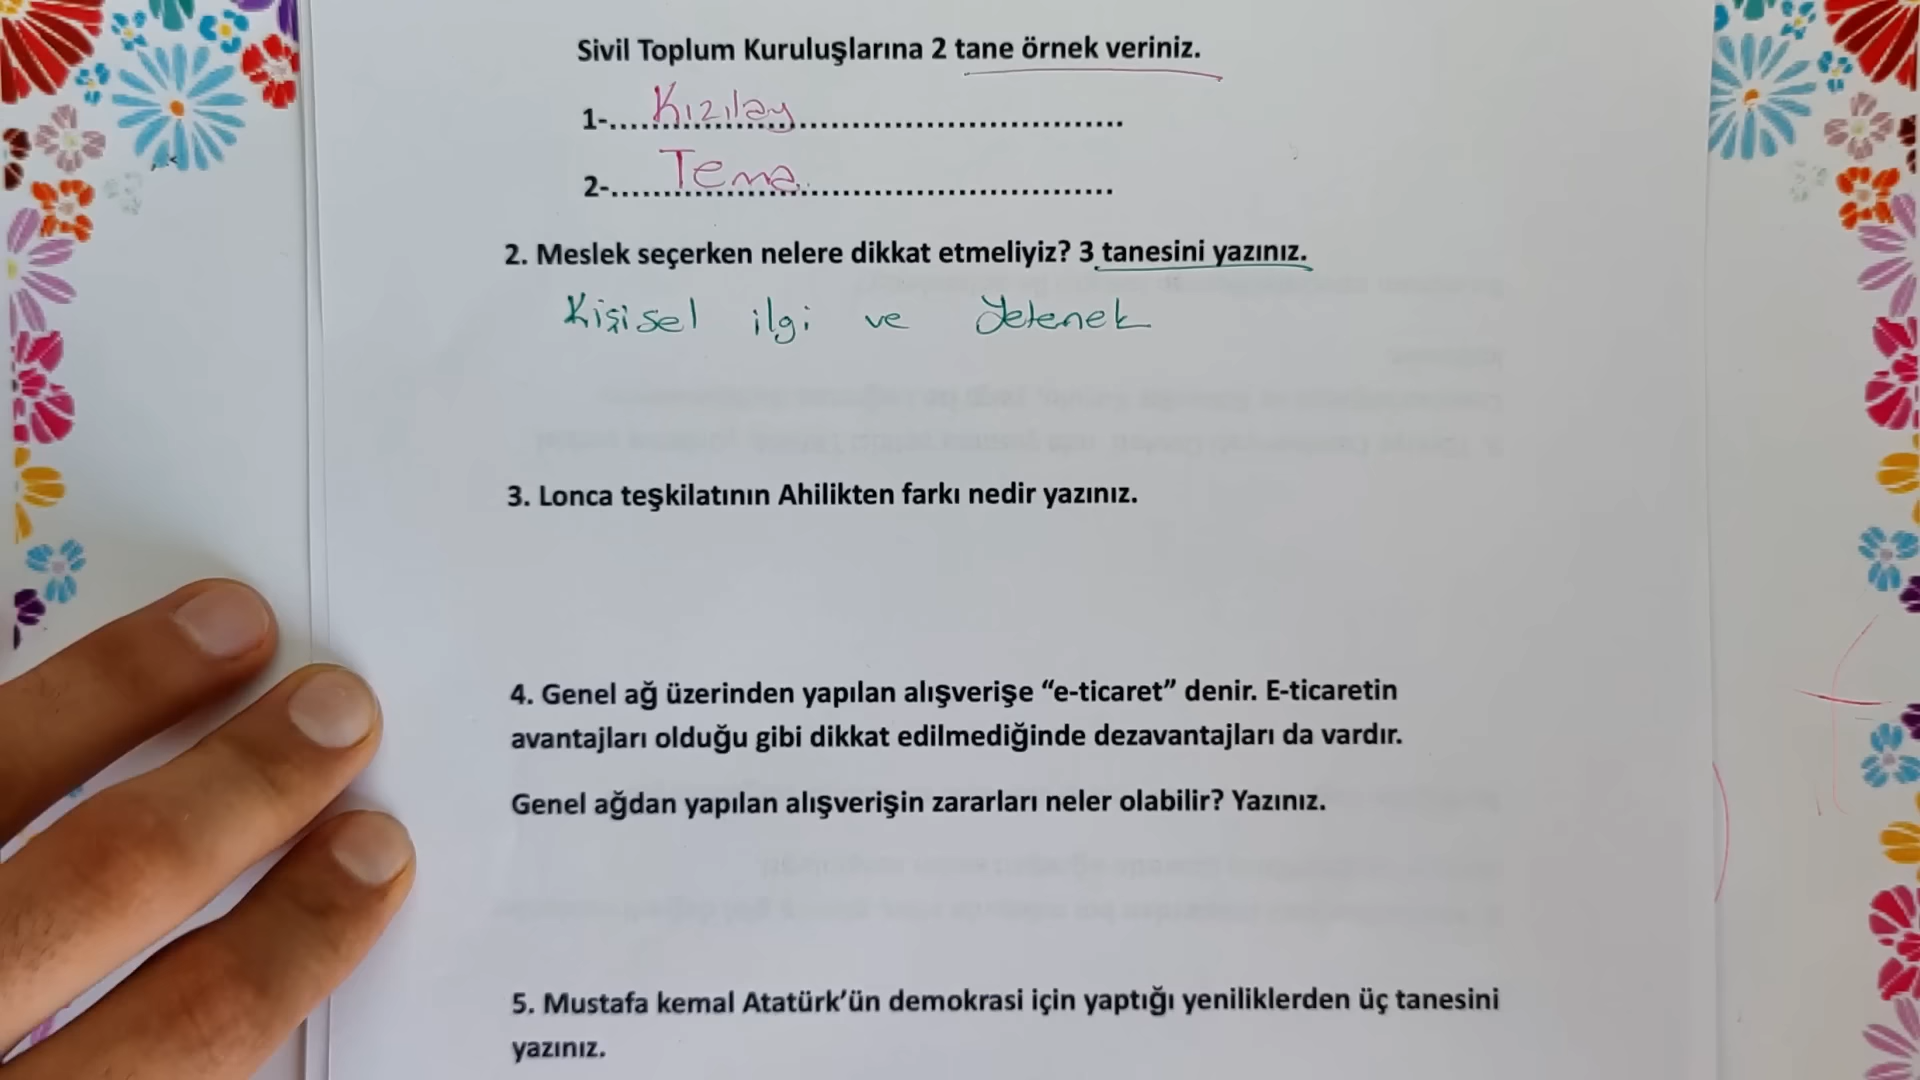 Sivil Toplum Kuruluşlarına 2 tane örnek veriniz.
1-.... Kızılay ....................................
2-...... Tema ....................................
2. Meslek seçerken nelere dikkat etmeliyiz? 3 tanesini yazınız.
Kişisel ilgi ve Yetenek
3. Lonca teşkilatının Ahilikten farkı nedir yazınız.
4. Genel ağ üzerinden yapılan alışverişe “e-ticaret” denir. E-ticaretin
avantajları olduğu gibi dikkat edilmediğinde dezavantajları da vardır.
Genel ağdan yapılan alışverişin zararları neler olabilir? Yazınız.
5. Mustafa kemal Atatürk’ün demokrasi için yaptığı yeniliklerden üç tanesini
yazınız.